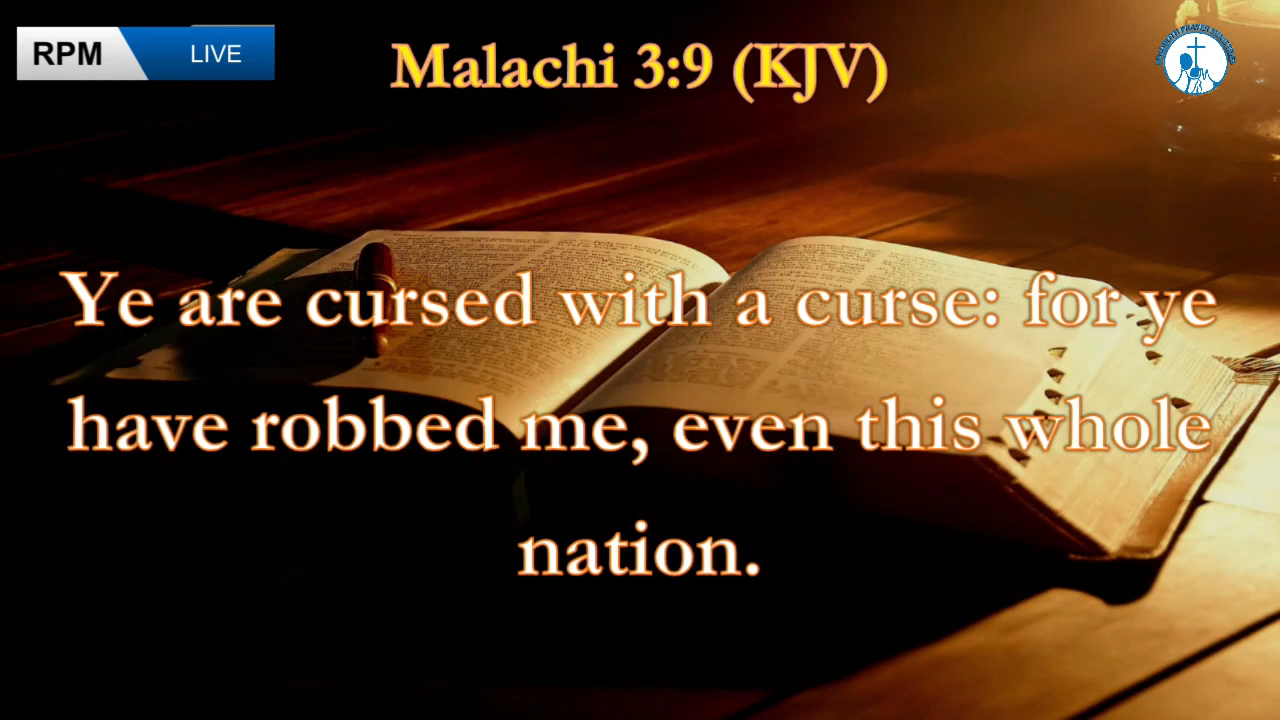 RPM LIVE
Malachi 3:9 (KJV)
Ye are cursed with a curse: for ye
have robbed me, even this whole
nation.